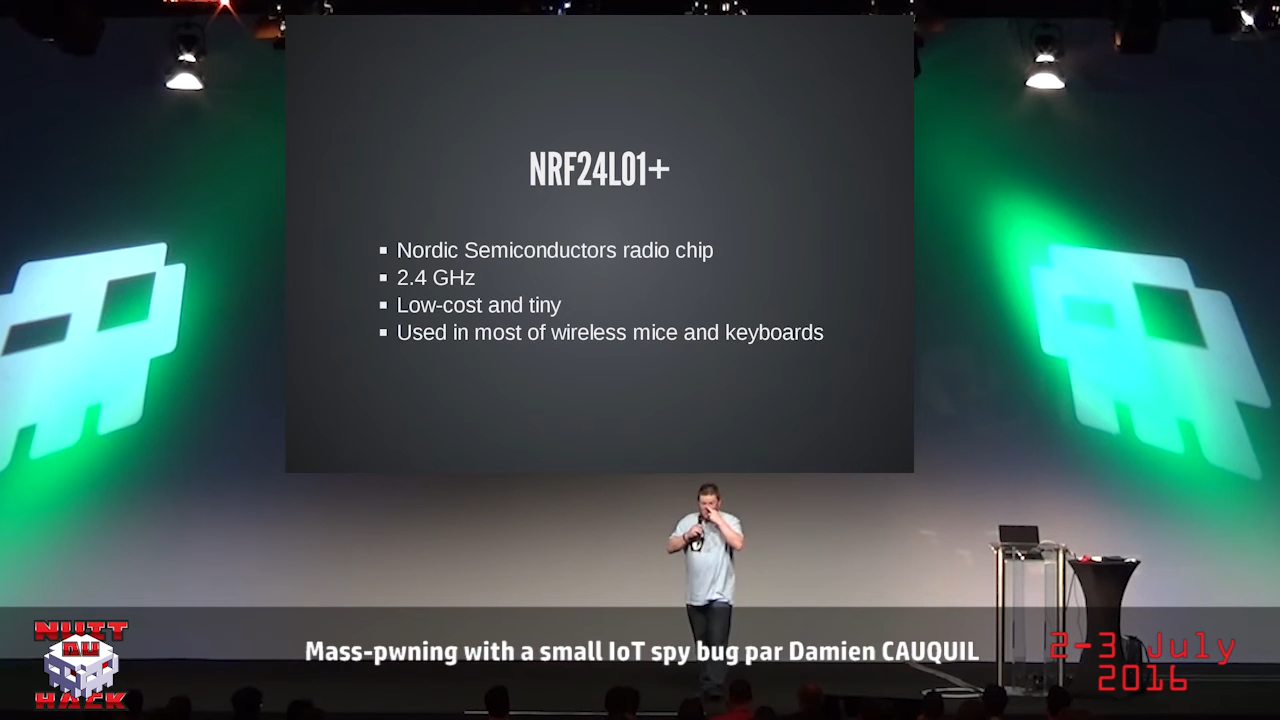 NRF24L01+
Nordic Semiconductors radio chip
2.4 GHz
Low-cost and tiny
Used in most of wireless mice and keyboards
NUIT
AU
HACK
Mass-pwning with a small IoT spy bug par Damien CAUQUIL
2-3 July
2016